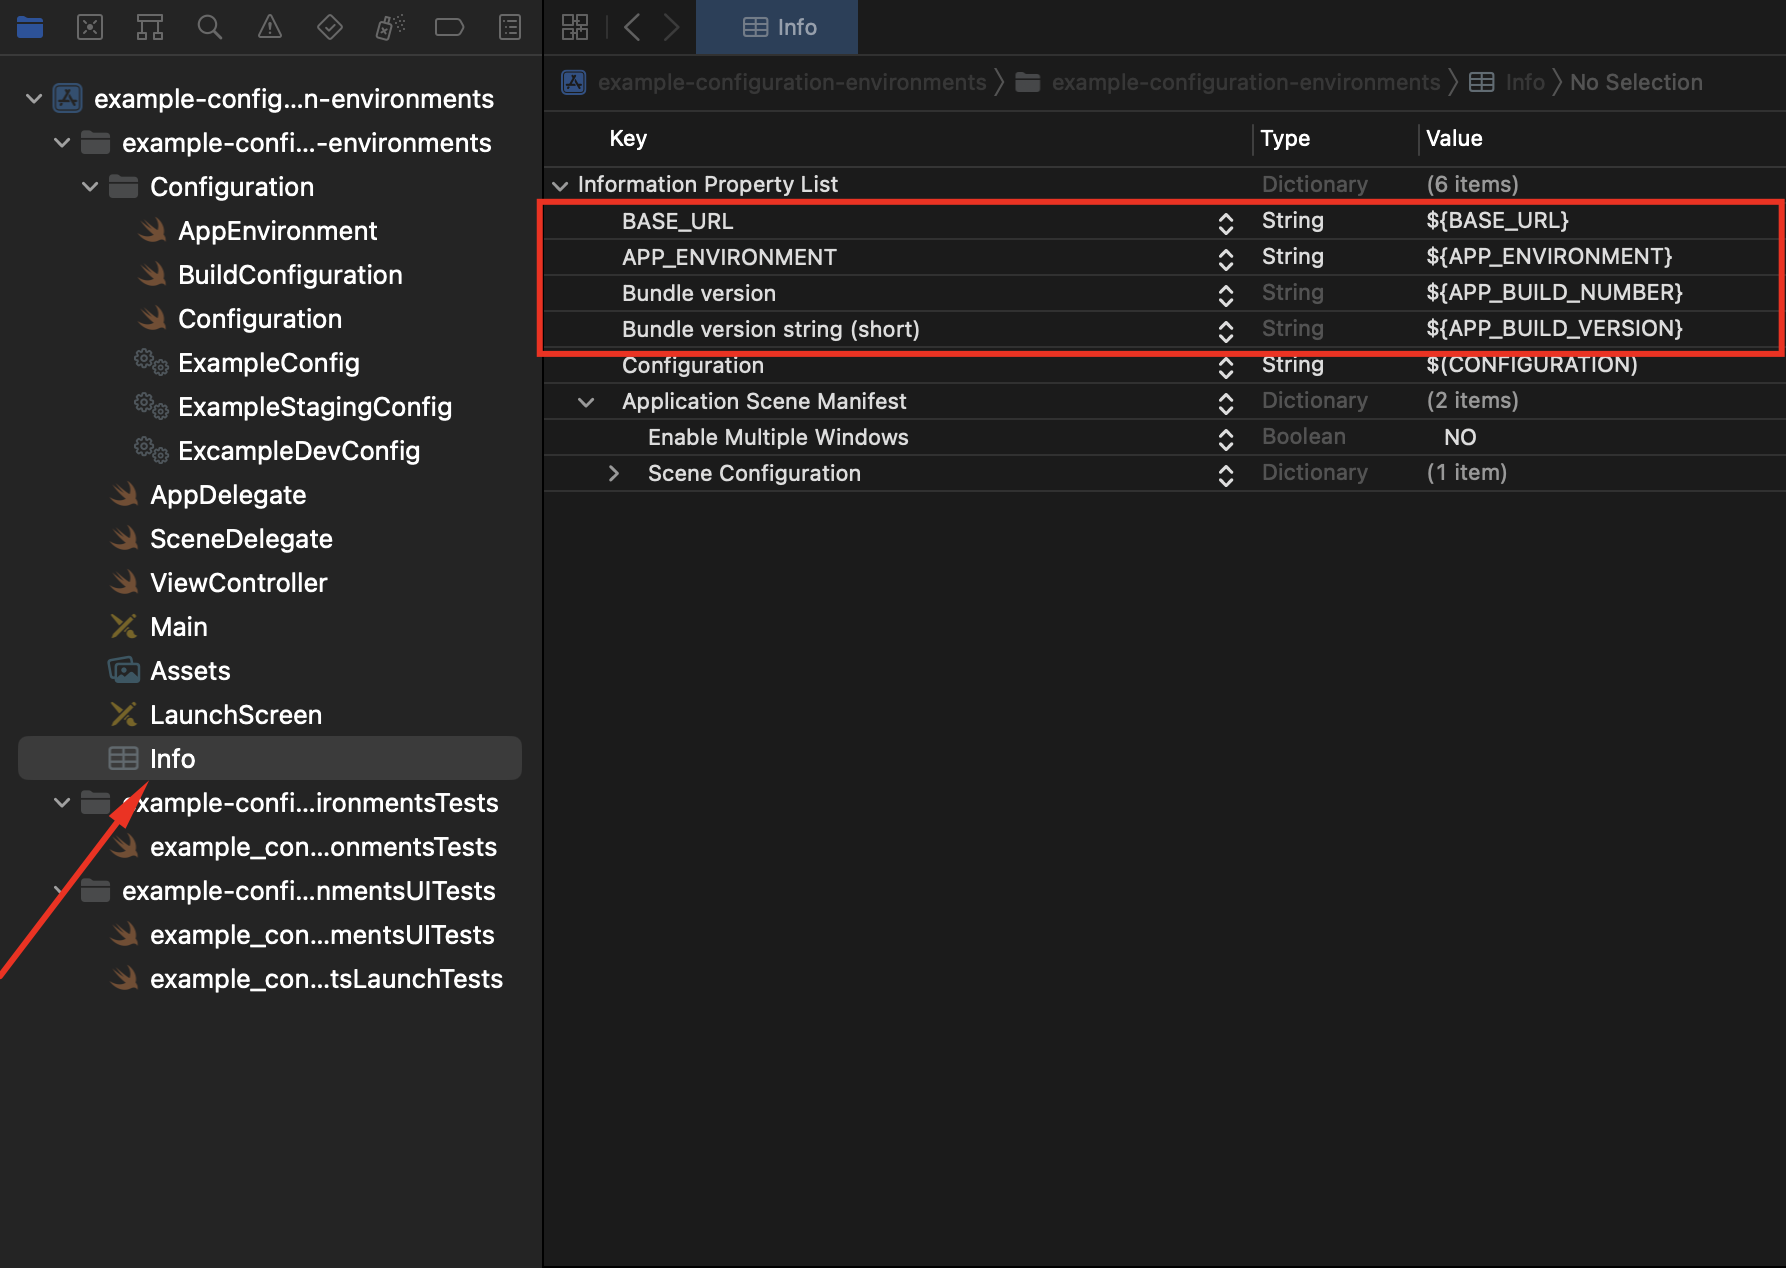 example-config...n-environments
example-confi...-environments
Configuration
AppEnvironment
BuildConfiguration
Configuration
ExampleConfig
ExampleStagingConfig
ExcampleDevConfig
AppDelegate
SceneDelegate
ViewController
Main
Assets
LaunchScreen
Info
example-confi...ironmentsTests
example_con...onmentsTests
example-confi...nmentsUITests
example_con...mentsUITests
example_con...tsLaunchTests
Info
example-configuration-environments example-configuration-environments Info No Selection
Key Type Value
Information Property List Dictionary (6 items)
BASE_URL String ${BASE_URL}
APP_ENVIRONMENT String ${APP_ENVIRONMENT}
Bundle version String ${APP_BUILD_NUMBER}
Bundle version string (short) String ${APP_BUILD_VERSION}
Configuration String $(CONFIGURATION)
Application Scene Manifest Dictionary (2 items)
Enable Multiple Windows Boolean NO
Scene Configuration Dictionary (1 item)